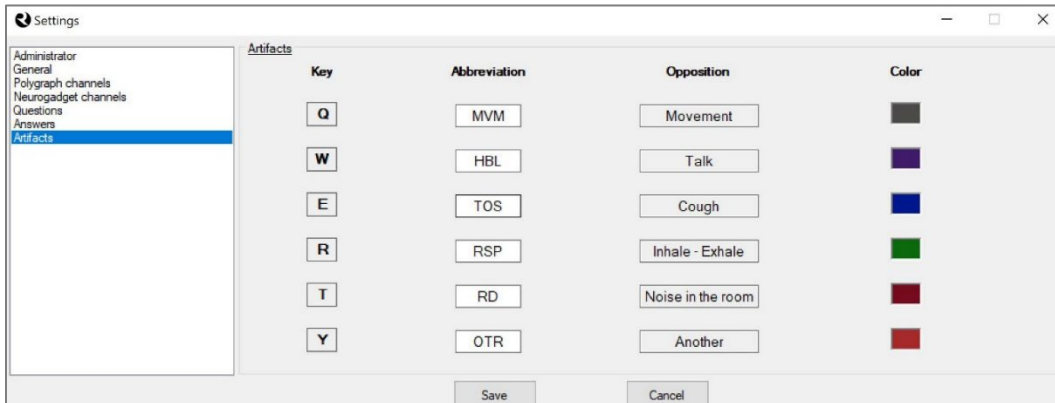 Settings
Administrator
General
Polygraph channels
Neurogadget channels
Questions
Answers
Artifacts
Artifacts
Key Abbreviation Opposition Color
Q MVM Movement
W HBL Talk
E TOS Cough
R RSP Inhale - Exhale
T RD Noise in the room
Y OTR Another
Save Cancel